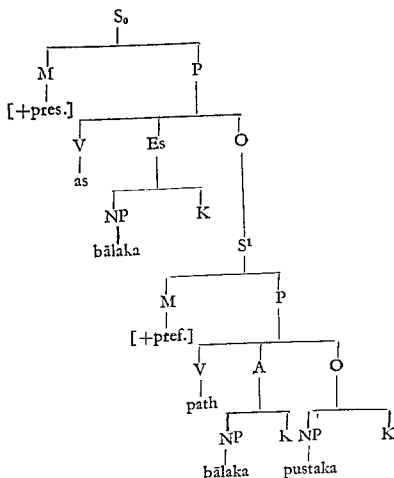 S₀
M P
[+pres.]
V Es O
as
NP K
bālaka
S¹
M P
[+pref.]
V A O
path
NP K NP K
bālaka pustaka